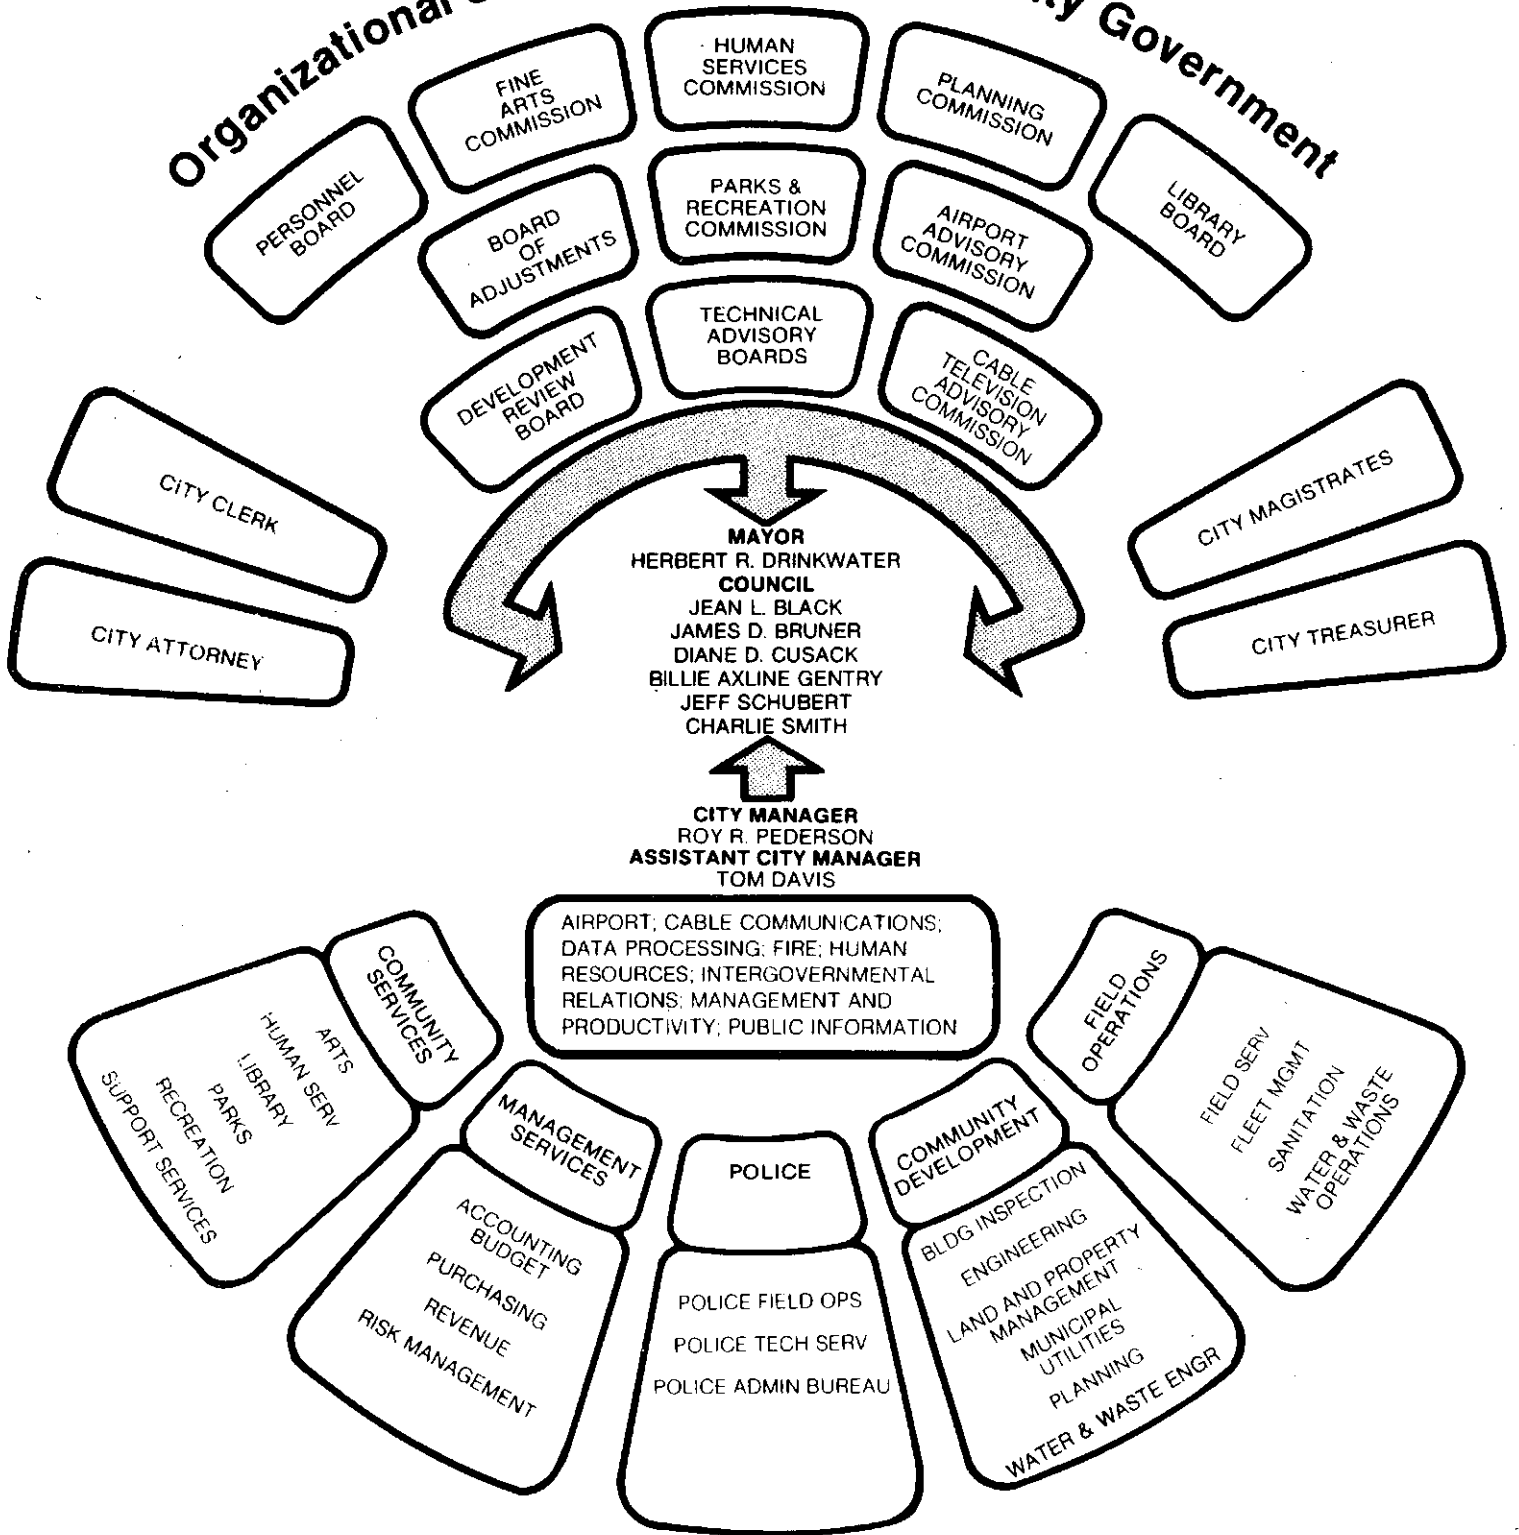 Organizational
ity Government
HUMAN
SERVICES
COMMISSION
FINE
ARTS
COMMISSION
PLANNING
COMMISSION
PERSONNEL
BOARD
LIBRARY
BOARD
BOARD
OF
ADJUSTMENTS
PARKS &
RECREATION
COMMISSION
AIRPORT
ADVISORY
COMMISSION
DEVELOPMENT
REVIEW
BOARD
TECHNICAL
ADVISORY
BOARDS
CABLE
TELEVISION
ADVISORY
COMMISSION
CITY CLERK
CITY ATTORNEY
CITY MAGISTRATES
CITY TREASURER
MAYOR
HERBERT R. DRINKWATER
COUNCIL
JEAN L. BLACK
JAMES D. BRUNER
DIANE D. CUSACK
BILLIE AXLINE GENTRY
JEFF SCHUBERT
CHARLIE SMITH
CITY MANAGER
ROY R. PEDERSON
ASSISTANT CITY MANAGER
TOM DAVIS
AIRPORT; CABLE COMMUNICATIONS;
DATA PROCESSING; FIRE; HUMAN
RESOURCES; INTERGOVERNMENTAL
RELATIONS; MANAGEMENT AND
PRODUCTIVITY; PUBLIC INFORMATION
COMMUNITY
SERVICES
ARTS
HUMAN SERV
LIBRARY
PARKS
RECREATION
SUPPORT SERVICES
MANAGEMENT
SERVICES
ACCOUNTING
BUDGET
PURCHASING
REVENUE
RISK MANAGEMENT
POLICE
POLICE FIELD OPS
POLICE TECH SERV
POLICE ADMIN BUREAU
COMMUNITY
DEVELOPMENT
BLDG INSPECTION
ENGINEERING
LAND AND PROPERTY
MANAGEMENT
MUNICIPAL
UTILITIES
PLANNING
WATER & WASTE ENGR
FIELD
OPERATIONS
FIELD SERV
FLEET MGMT
SANITATION
WATER & WASTE
OPERATIONS